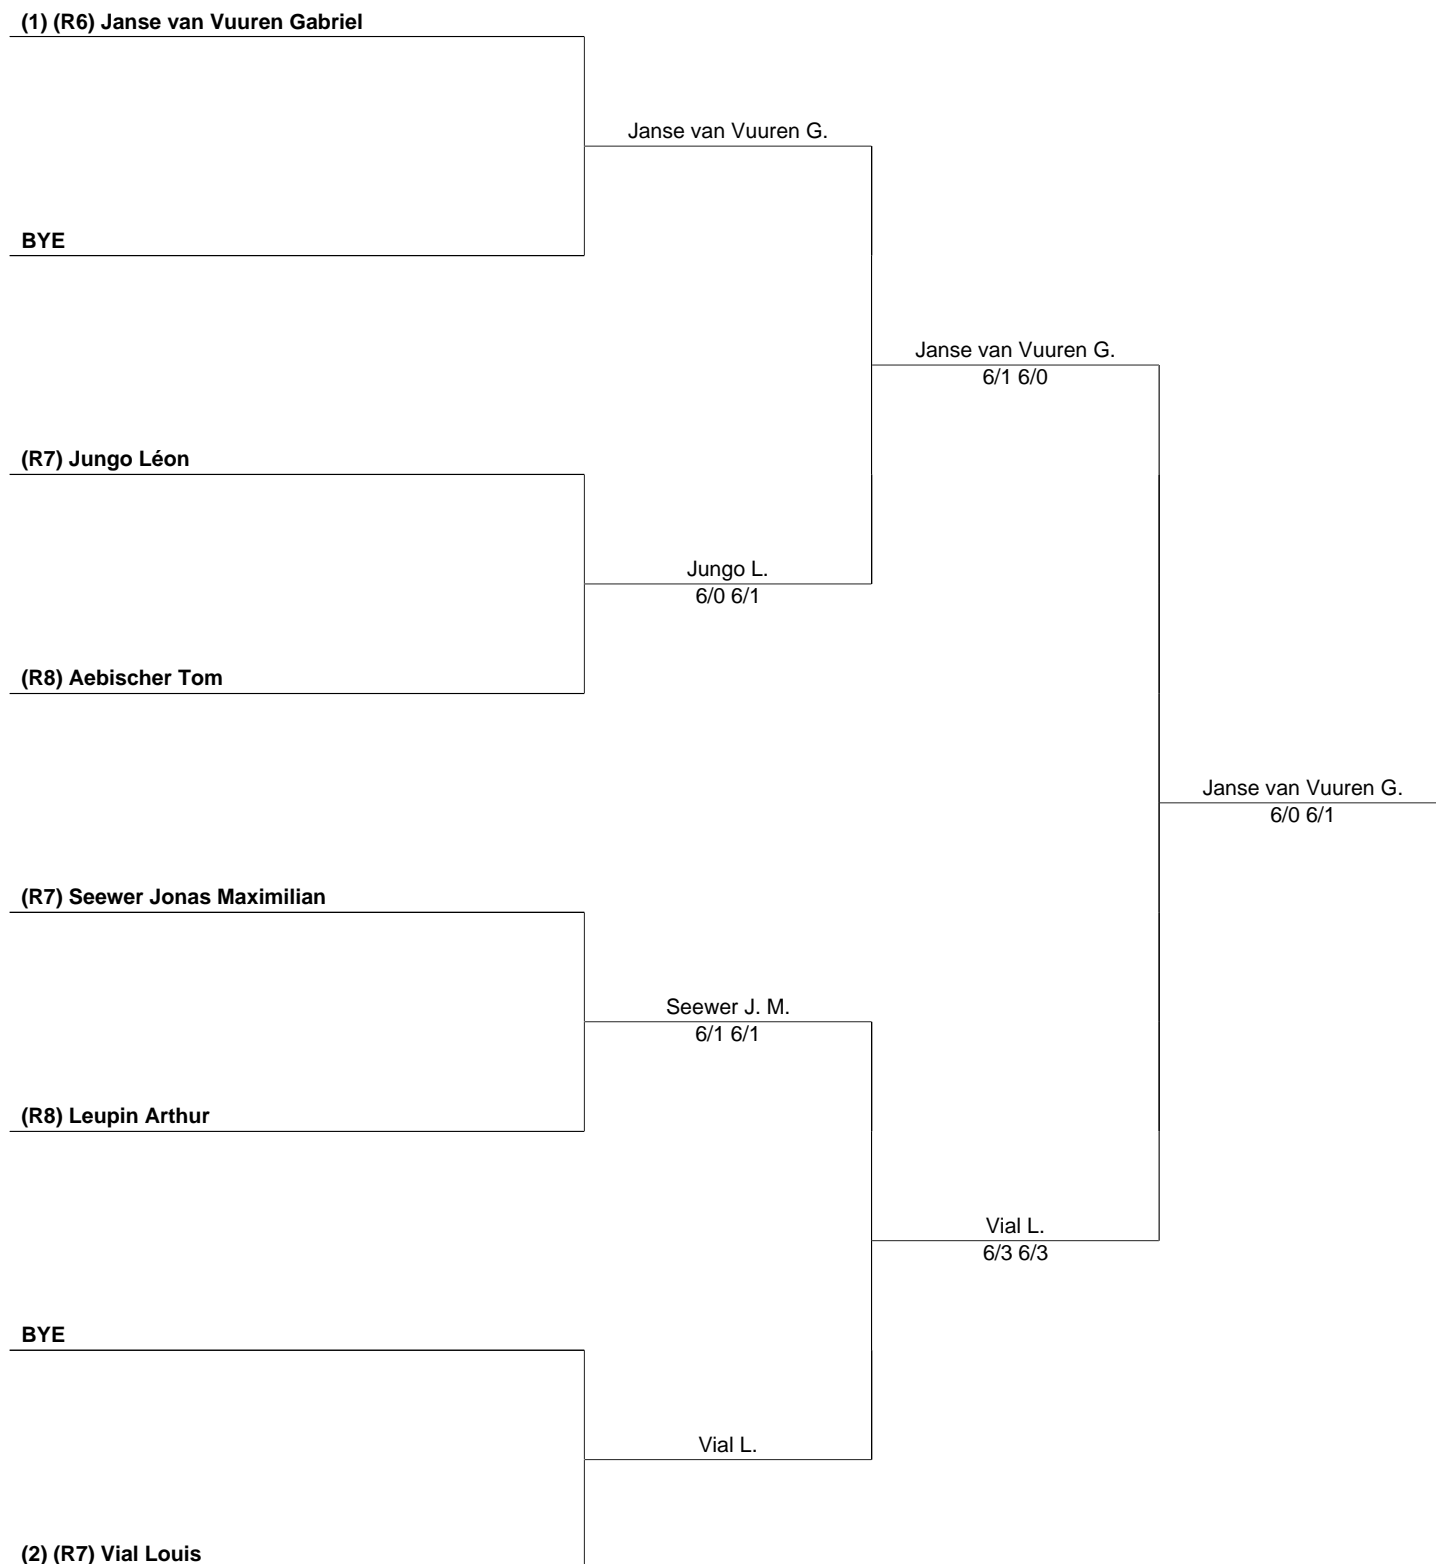 (1) (R6) Janse van Vuuren Gabriel
Janse van Vuuren G.
BYE
Janse van Vuuren G.
6/1 6/0
(R7) Jungo Léon
Jungo L.
6/0 6/1
(R8) Aebischer Tom
Janse van Vuuren G.
6/0 6/1
(R7) Seewer Jonas Maximilian
Seewer J. M.
6/1 6/1
(R8) Leupin Arthur
Vial L.
6/3 6/3
BYE
Vial L.
(2) (R7) Vial Louis